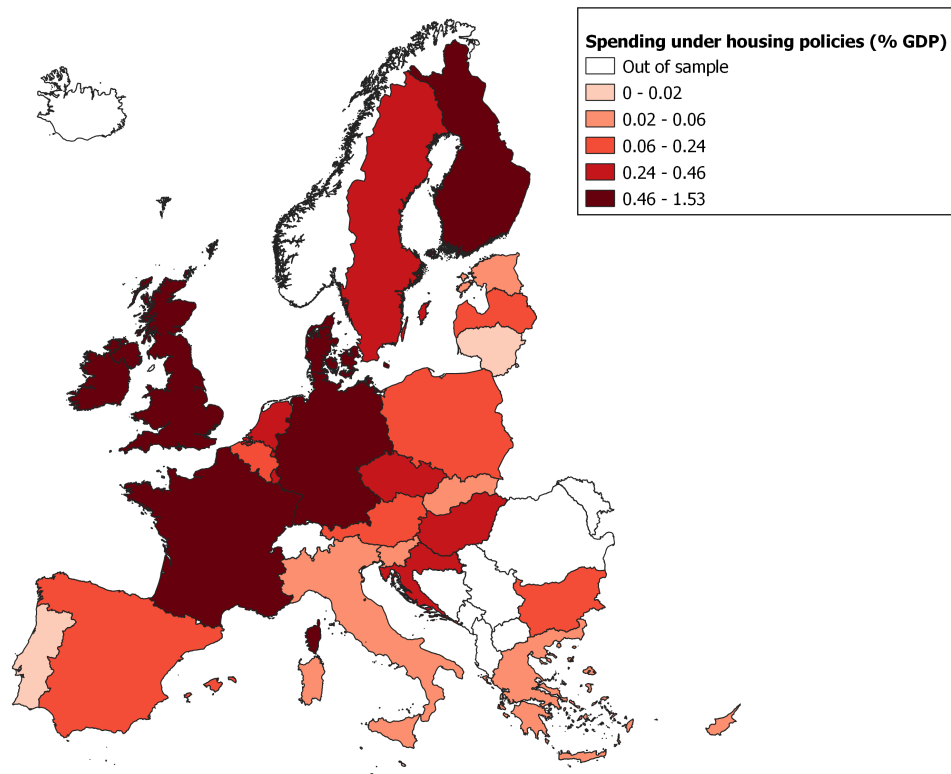 Spending under housing policies (% GDP)
Out of sample
0 - 0.02
0.02 - 0.06
0.06 - 0.24
0.24 - 0.46
0.46 - 1.53